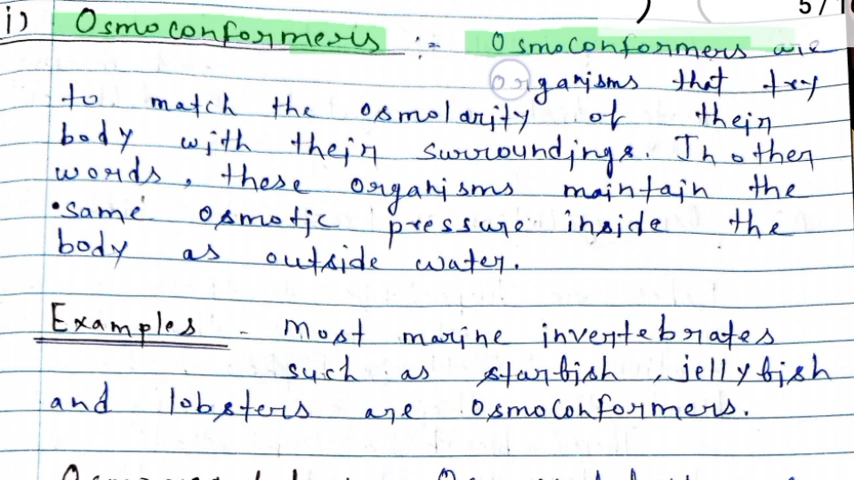 5/10
i) Osmoconformers :- Osmoconformers are
organisms that try
to match the osmolarity of their
body with their surroundings. In other
words, these organisms maintain the
•same osmotic pressure inside the
body as outside water.
Examples - Most marine invertebrates
such as starfish, jellyfish
and lobsters are osmoconformers.